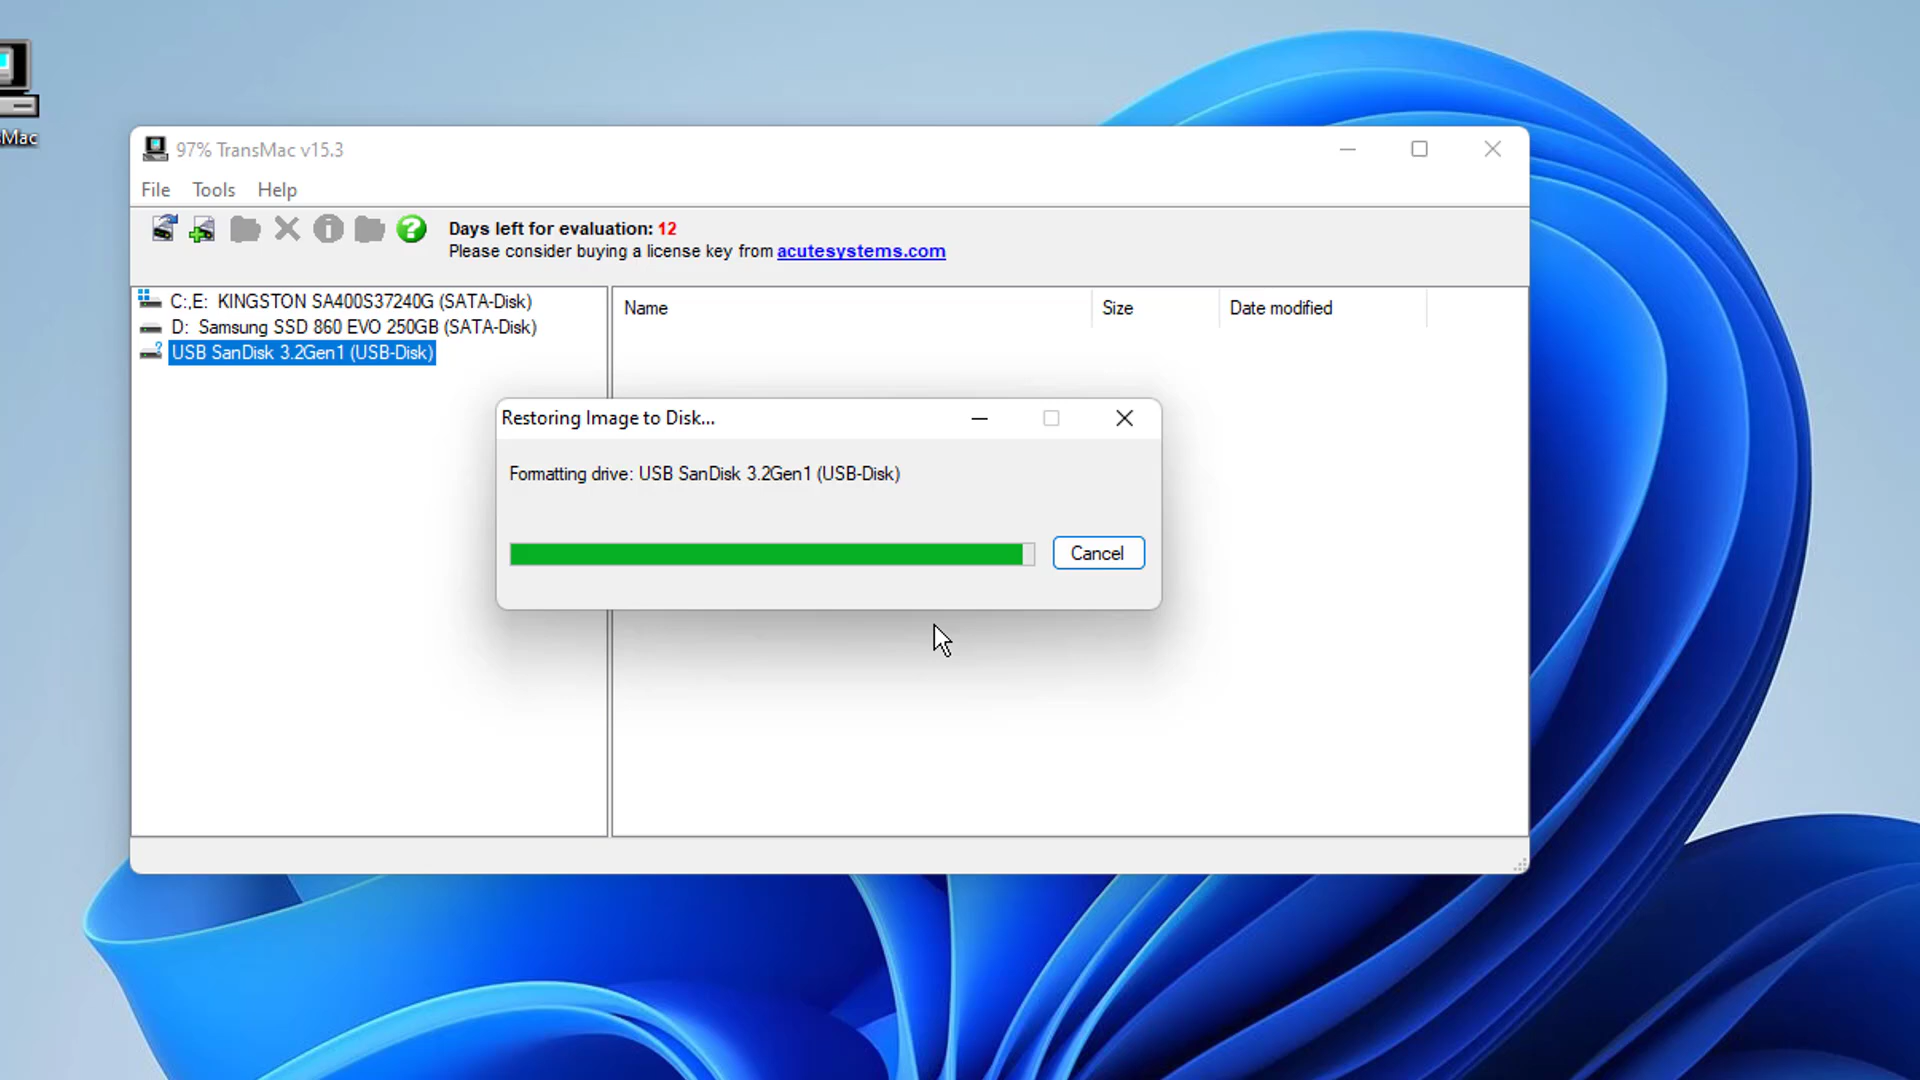 sMac
97% TransMac v15.3
File Tools Help
Days left for evaluation: 12
Please consider buying a license key from acutesystems.com
C:,E: KINGSTON SA400S37240G (SATA-Disk)
D: Samsung SSD 860 EVO 250GB (SATA-Disk)
USB SanDisk 3.2Gen1 (USB-Disk)
Name Size Date modified
Restoring Image to Disk...
Formatting drive: USB SanDisk 3.2Gen1 (USB-Disk)
Cancel